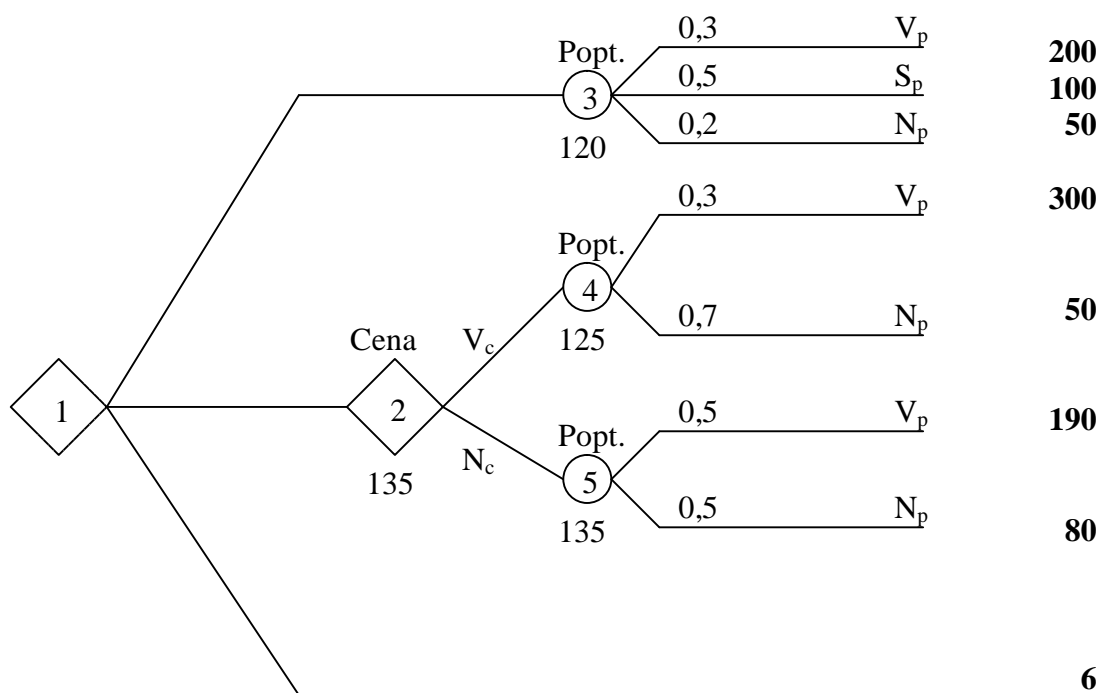 0,3 V_p 200
Popt.
0,5 S_p 100
3
0,2 N_p 50
120
0,3 V_p 300
Popt.
4
0,7 N_p 50
125
Cena V_c
1
2
0,5 V_p 190
Popt.
N_c
135
5
0,5 N_p 80
135
6